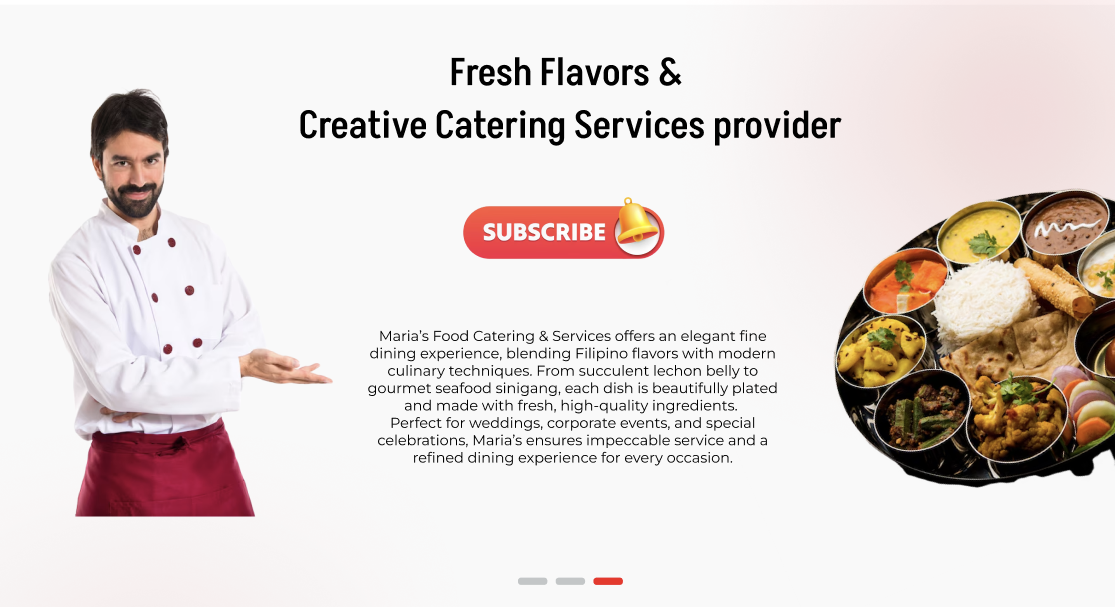 Fresh Flavors &
Creative Catering Services provider
SUBSCRIBE
Maria’s Food Catering & Services offers an elegant fine
dining experience, blending Filipino flavors with modern
culinary techniques. From succulent lechon belly to
gourmet seafood sinigang, each dish is beautifully plated
and made with fresh, high-quality ingredients.
Perfect for weddings, corporate events, and special
celebrations, Maria’s ensures impeccable service and a
refined dining experience for every occasion.